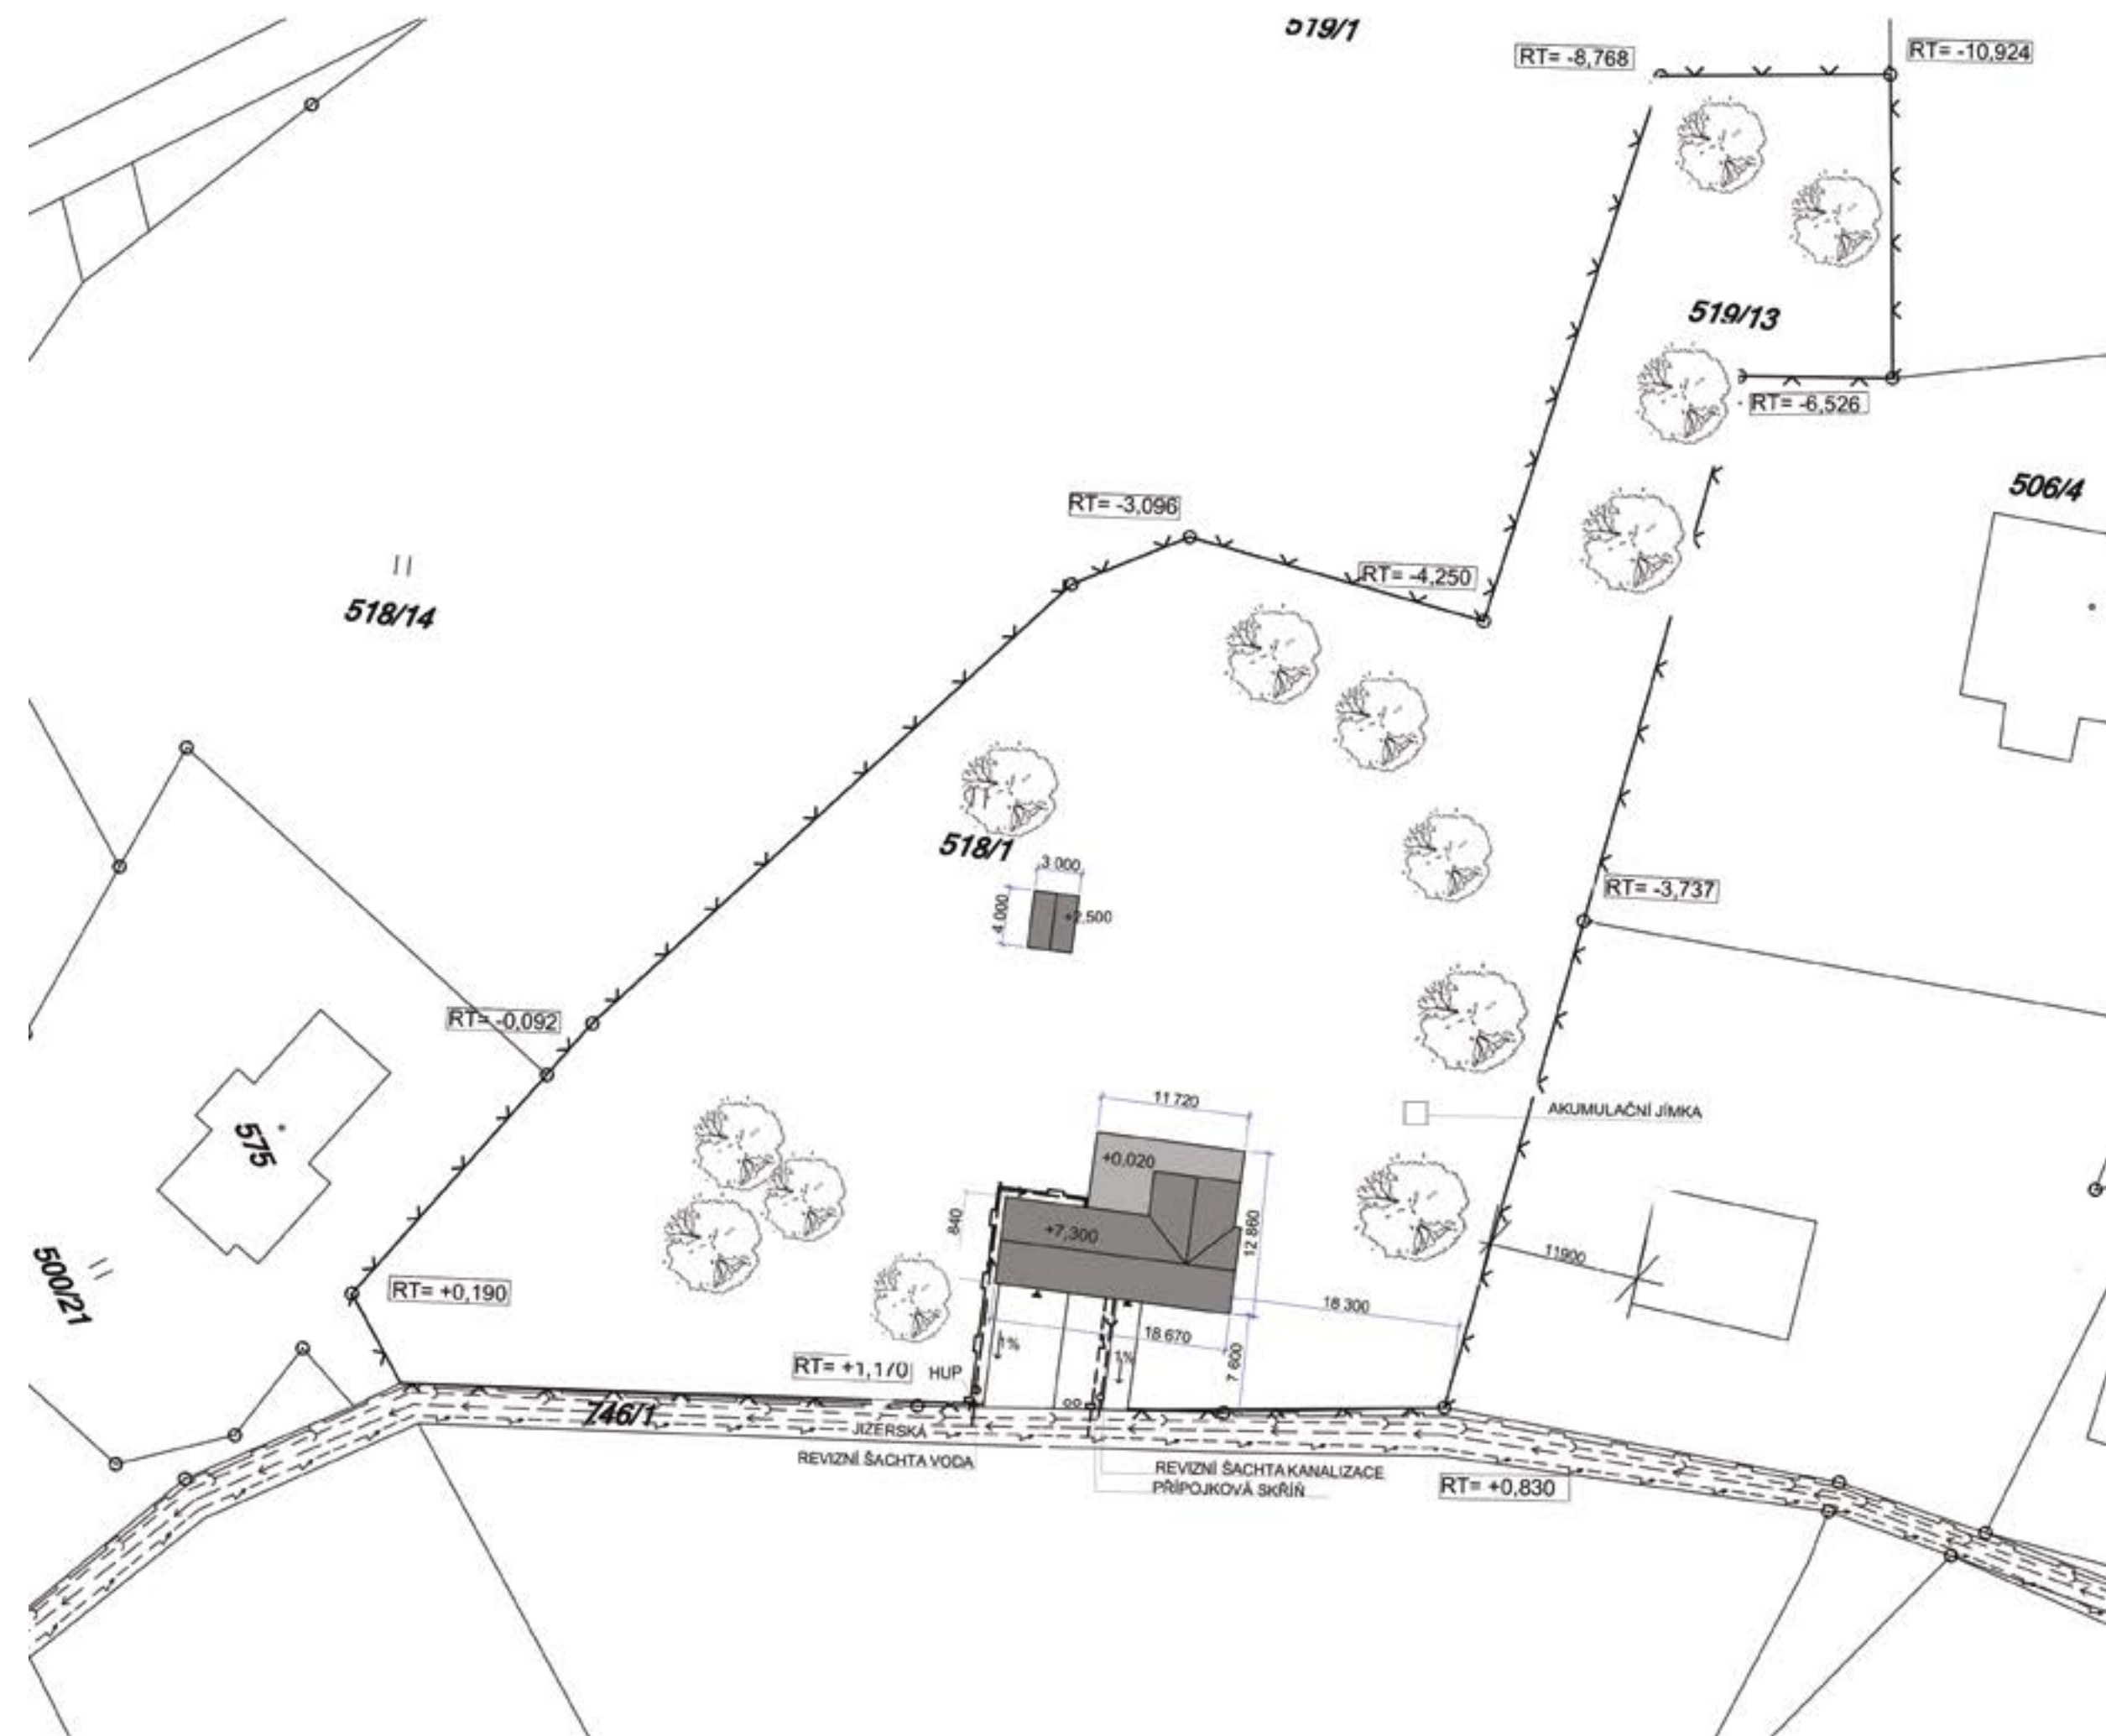 519/1
RT= -8,768
RT= -10,924
519/13
RT= -6,526
506/4
RT= -3,096
RT= -4,250
518/14
518/1
3 000
4 000
+2,500
RT= -3,737
RT= -0,092
575
500/21
RT= +0,190
AKUMULAČNÍ JÍMKA
11 720
+0,020
840
+7,300
12 860
11900
18 300
18 670
7 600
1%
1%
RT= +1,170
HUP
746/1
JIZERSKÁ
REVIZNÍ ŠACHTA VODA
REVIZNÍ ŠACHTA KANALIZACE
PŘÍPOJKOVÁ SKŘÍŇ
RT= +0,830